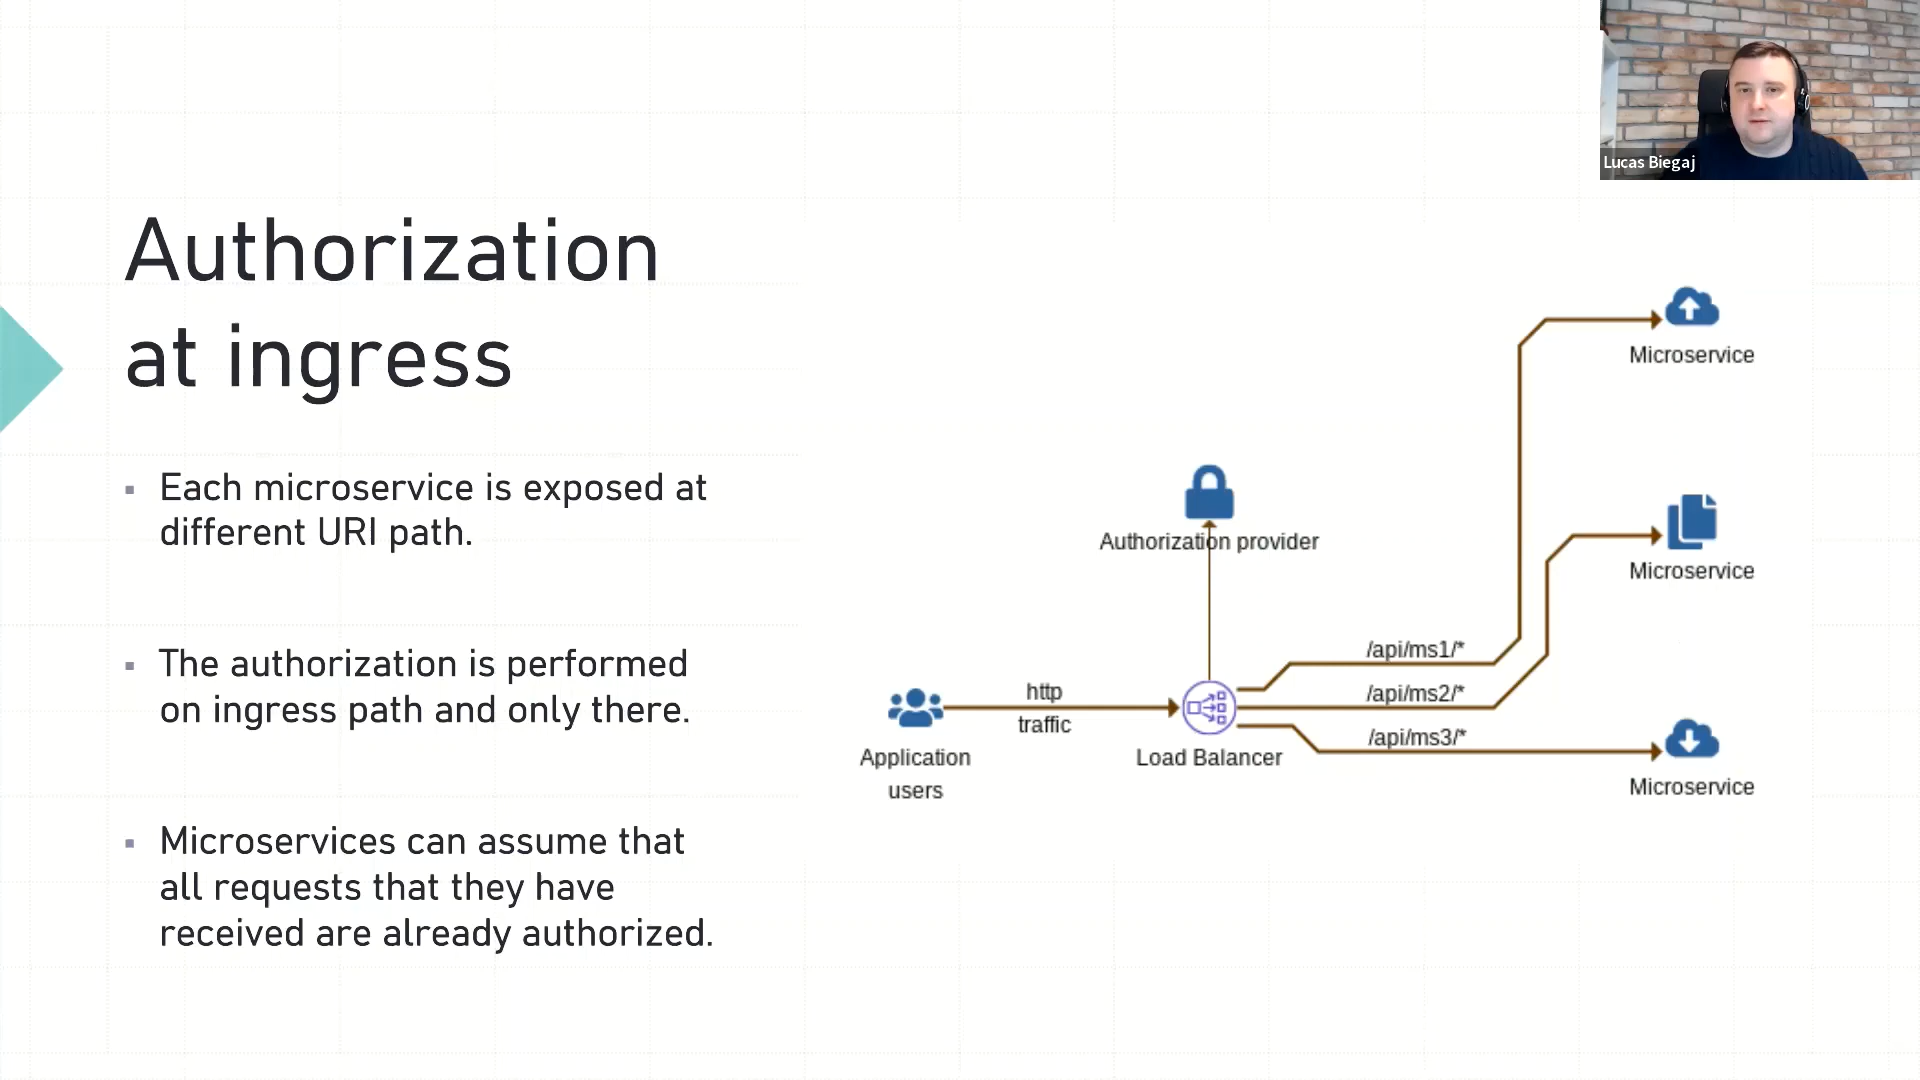 Lucas Biegaj
Authorization
at ingress
Each microservice is exposed at
different URI path.
The authorization is performed
on ingress path and only there.
Microservices can assume that
all requests that they have
received are already authorized.
Microservice
Authorization provider
Microservice
/api/ms1/*
http
traffic
/api/ms2/*
/api/ms3/*
Application
users
Load Balancer
Microservice